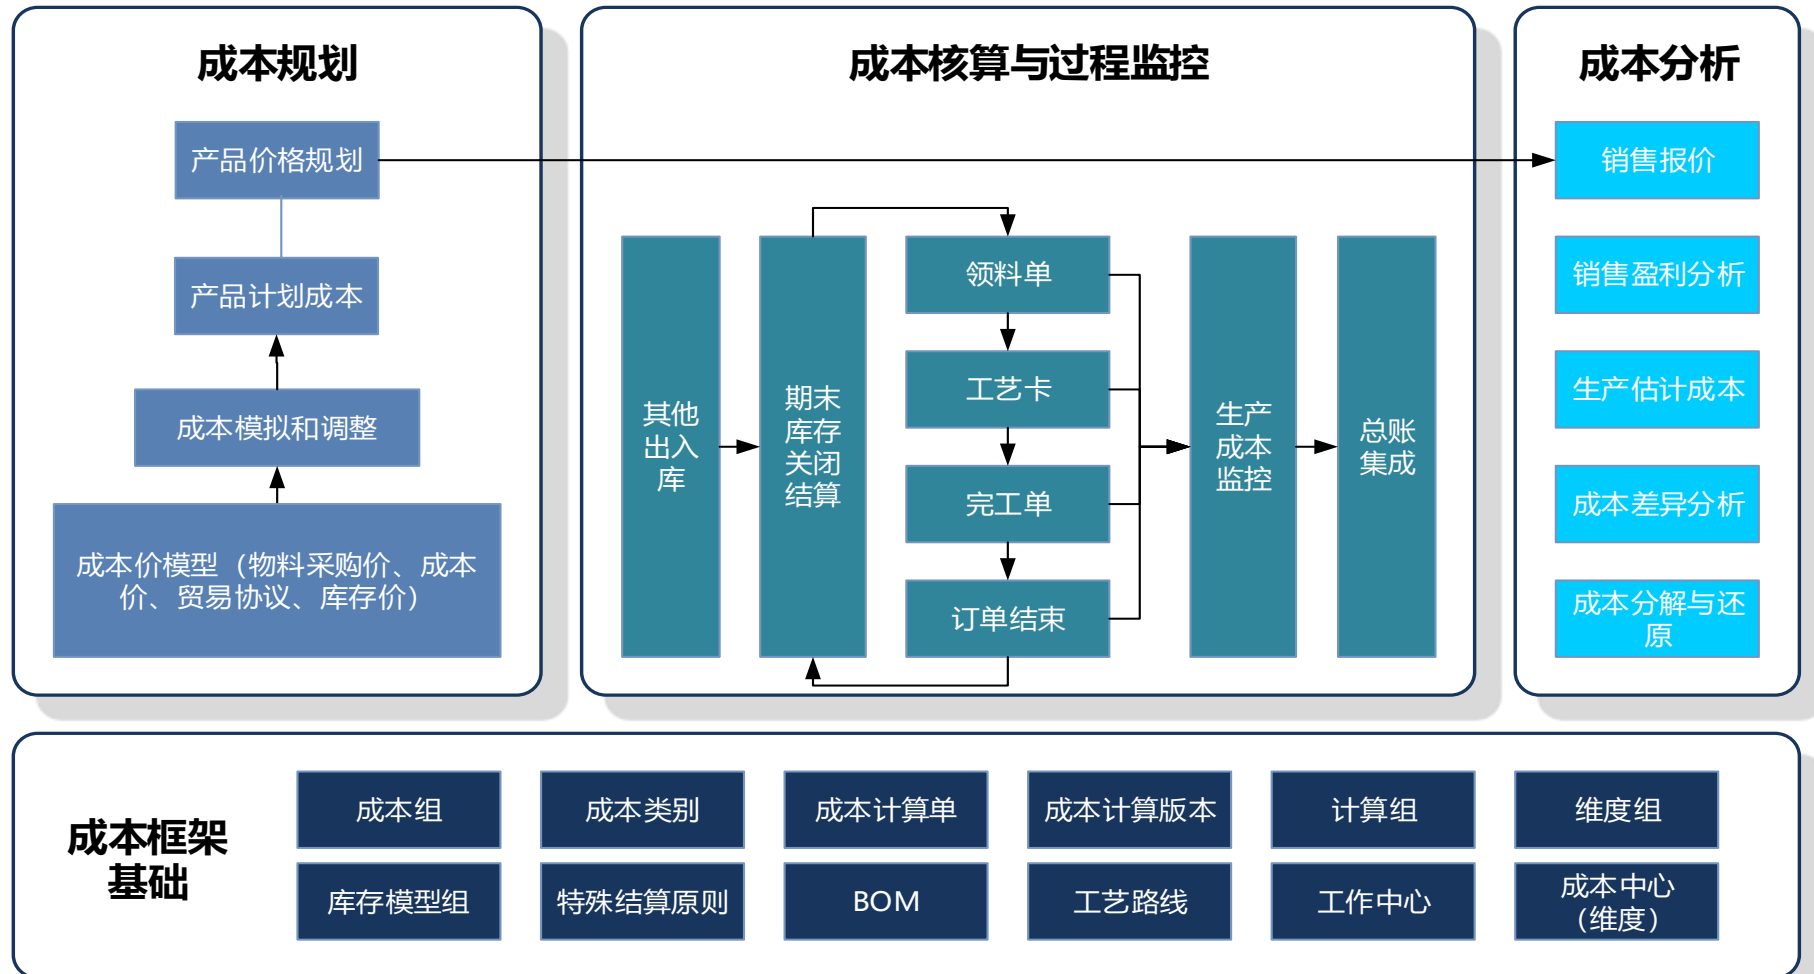 成本规划
产品价格规划
产品计划成本
成本模拟和调整
成本价模型（物料采购价、成本
价、贸易协议、库存价）
成本核算与过程监控
其他
出入
库
期末
库存
关闭
结算
领料单
工艺卡
完工单
订单结束
生产
成本
监控
总账
集成
成本分析
销售报价
销售盈利分析
生产估计成本
成本差异分析
成本分解与还
原
成本框架
基础
成本组
成本类别
成本计算单
成本计算版本
计算组
维度组
库存模型组
特殊结算原则
BOM
工艺路线
工作中心
成本中心
（维度）